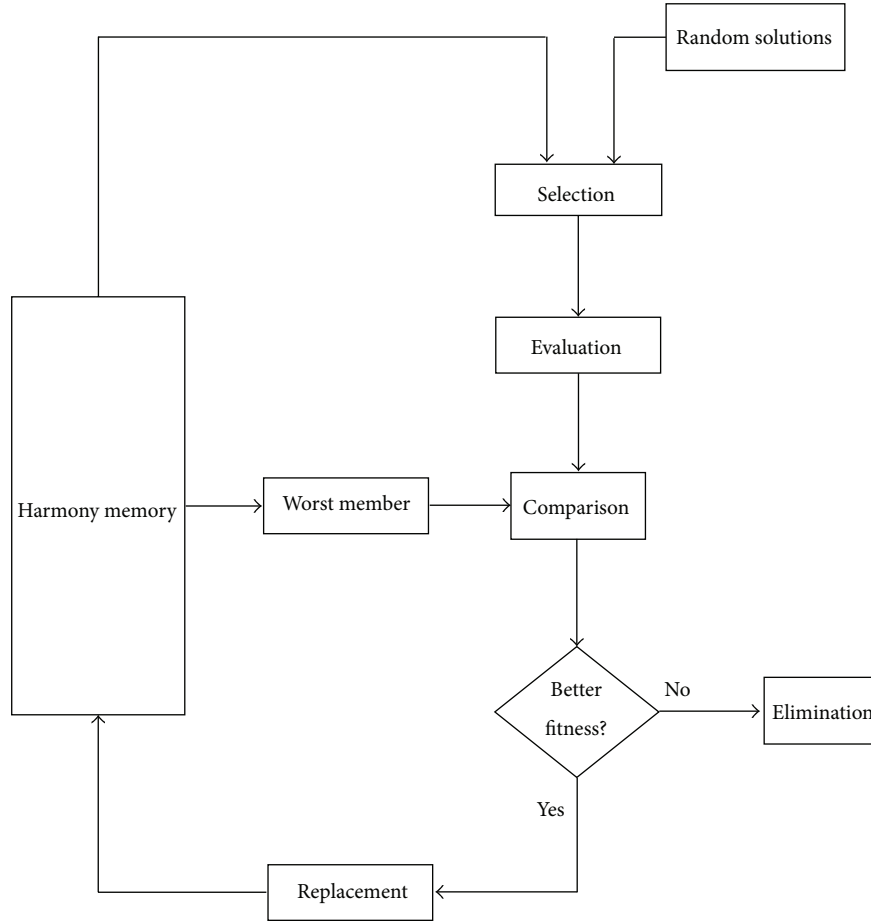 Random solutions
Selection
Evaluation
Harmony memory
Worst member
Comparison
Better
fitness?
No
Elimination
Yes
Replacement